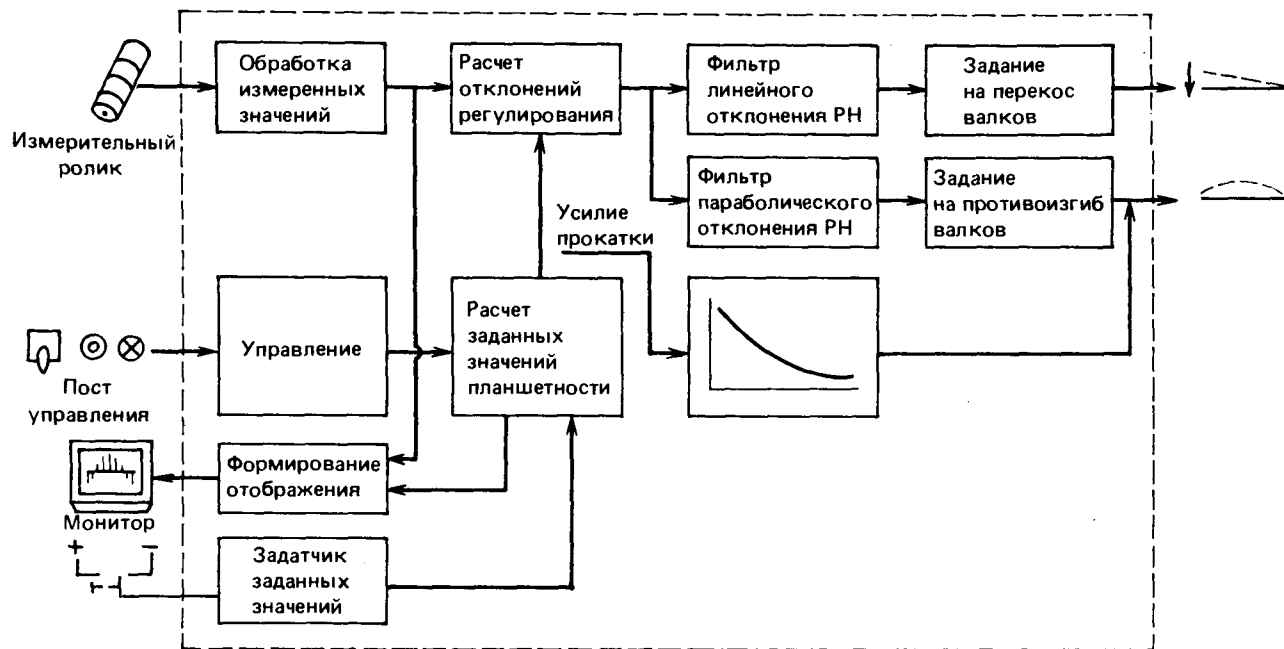 Обработка
измеренных
значений
Расчет
отклонений
регулирования
Фильтр
линейного
отклонения РН
Задание
на перекос
валков
Измерительный
ролик
Фильтр
параболического
отклонения РН
Задание
на противоизгиб
валков
Усилие
прокатки
Управление
Расчет
заданных
значений
планшетности
Пост
управления
Формирование
отображения
Монитор
+ −
Задатчик
заданных
значений